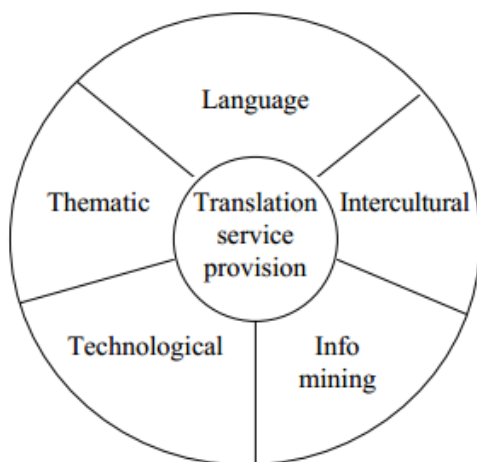 Language
Thematic
Translation
service
provision
Intercultural
Technological
Info
mining